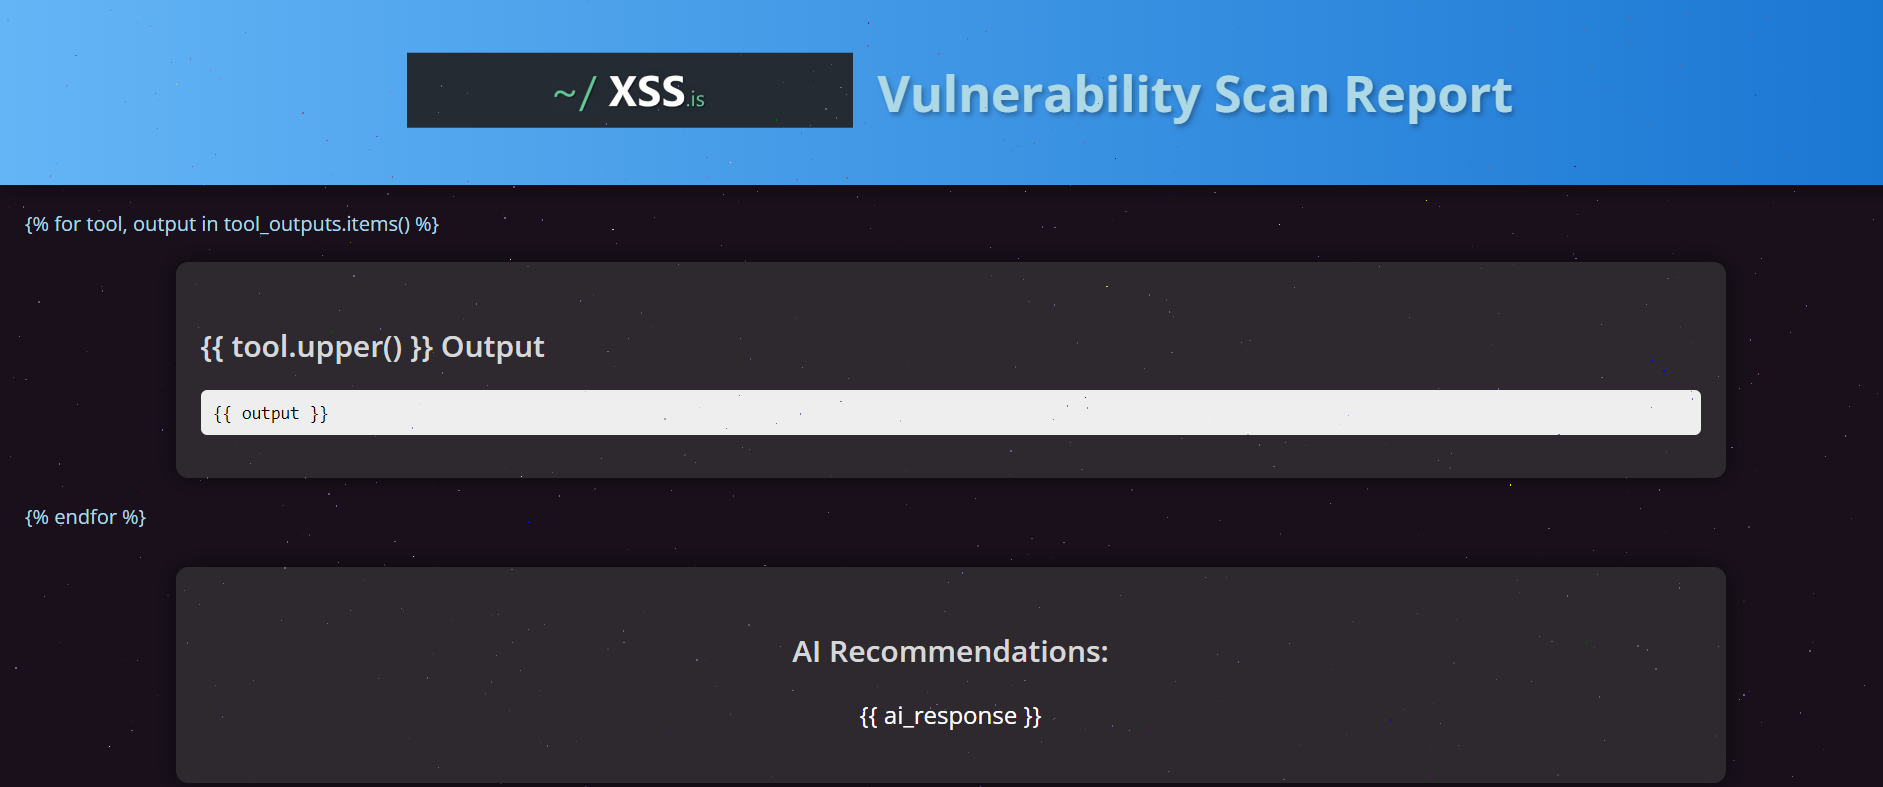 ~/ XSS.is Vulnerability Scan Report
{% for tool, output in tool_outputs.items() %}
{{ tool.upper() }} Output
{{ output }}
{% endfor %}
AI Recommendations:
{{ ai_response }}